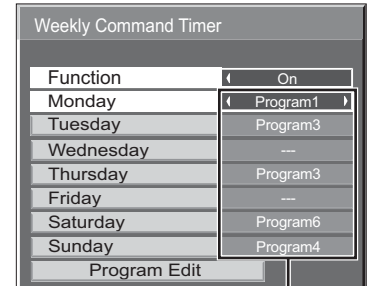 Weekly Command Timer
Function On
Monday Program1
Tuesday Program3
Wednesday ---
Thursday Program3
Friday ---
Saturday Program6
Sunday Program4
Program Edit